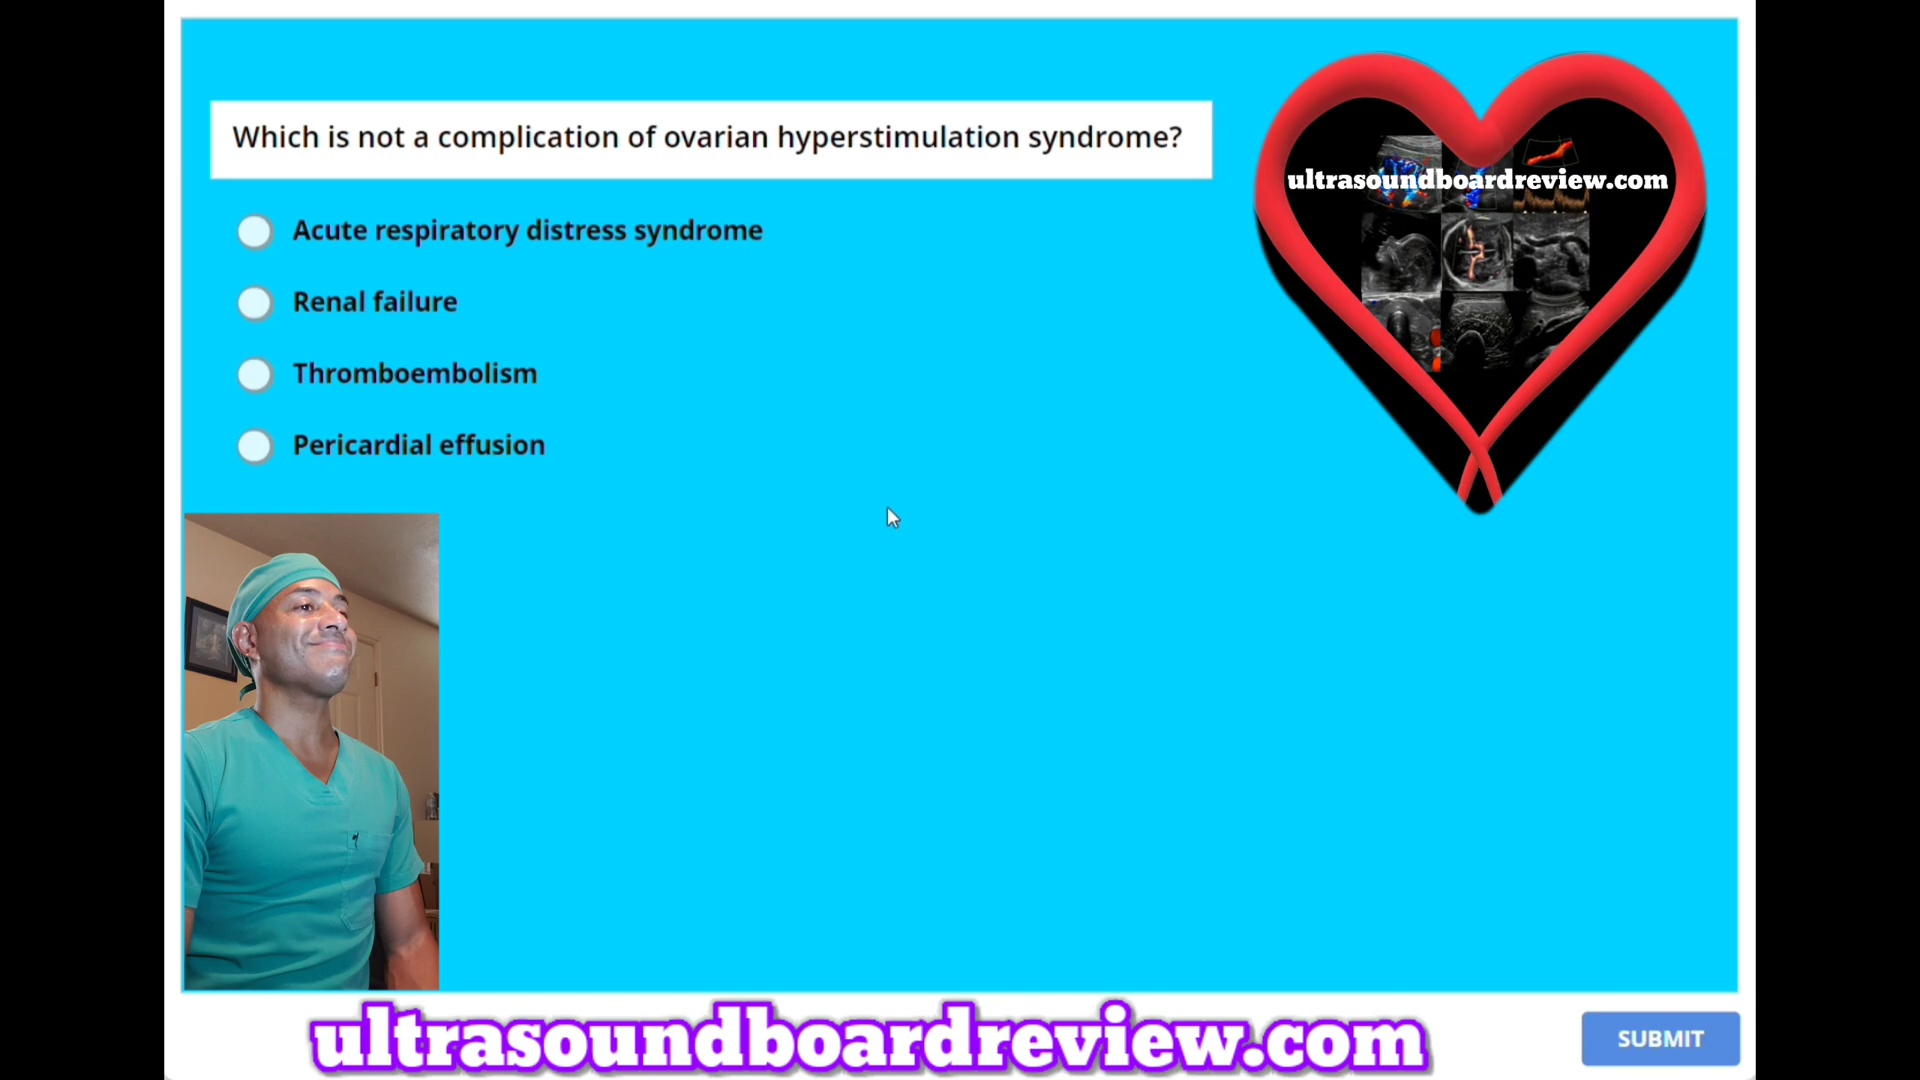 Which is not a complication of ovarian hyperstimulation syndrome?
ultrasoundboardreview.com
Acute respiratory distress syndrome
Renal failure
Thromboembolism
Pericardial effusion
ultrasoundboardreview.com
SUBMIT